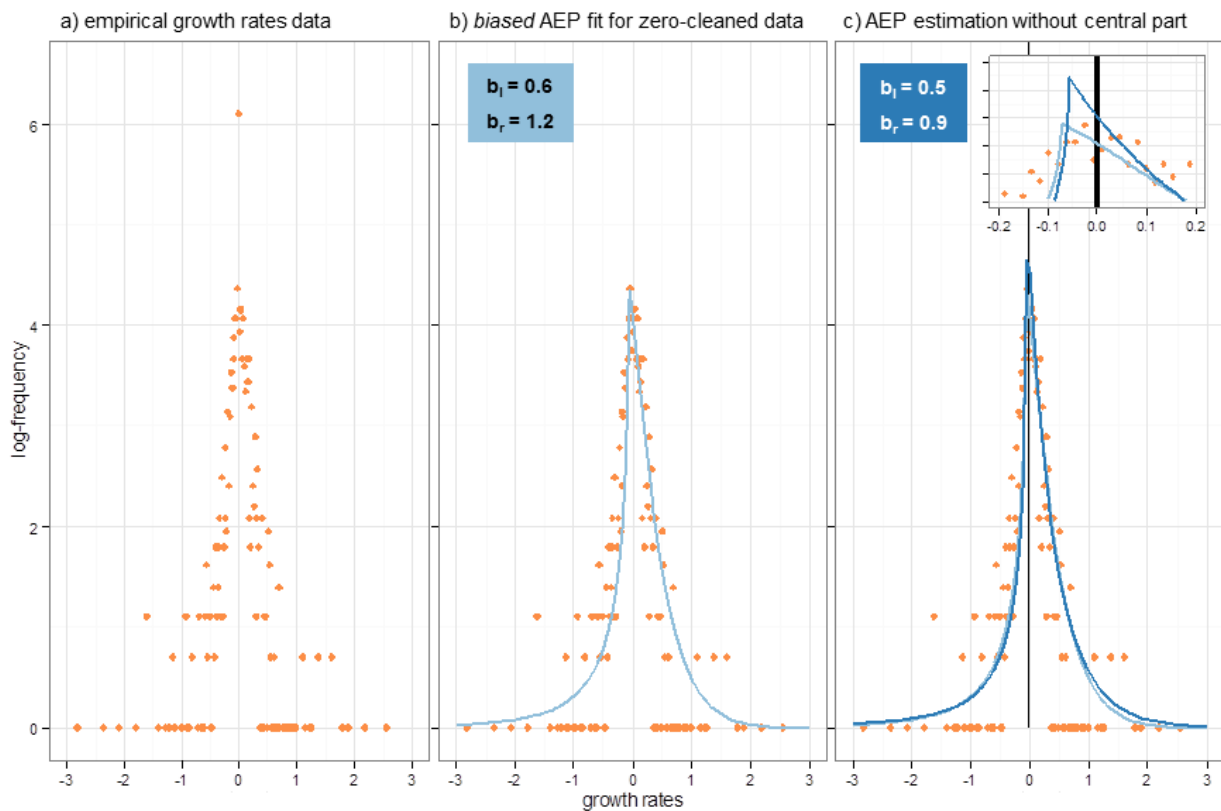 a) empirical growth rates data
b) biased AEP fit for zero-cleaned data
c) AEP estimation without central part
log-frequency
6
4
2
0
bl = 0.6
br = 1.2
bl = 0.5
br = 0.9
-0.2 -0.1 0.0 0.1 0.2
-3 -2 -1 0 1 2 3
-3 -2 -1 0 1 2 3
-3 -2 -1 0 1 2 3
growth rates